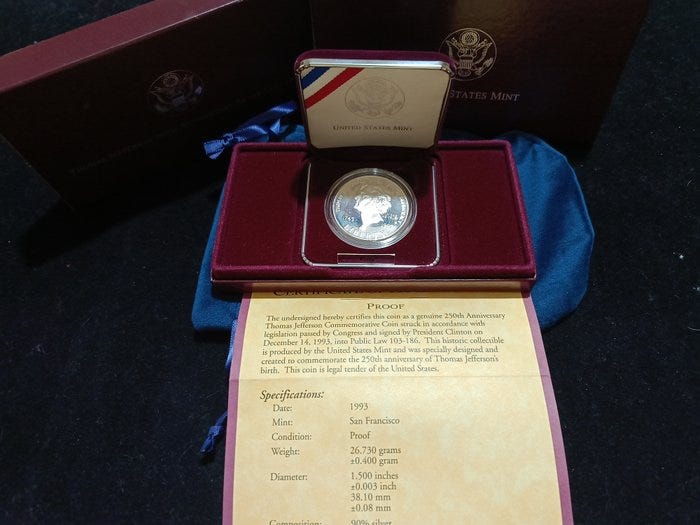 STATES MINT
UNITED STATES MINT
PROOF
The undersigned hereby certifies this coin as a genuine 250th Anniversary
Thomas Jefferson Commemorative Coin struck in accordance with
legislation passed by Congress and signed by President Clinton on
December 14, 1993, into Public Law 103-186. This historic collectible
is produced by the United States Mint and was specially designed and
created to commemorate the 250th anniversary of Thomas Jefferson's
birth. This coin is legal tender of the United States.
Specifications:
Date: 1993
Mint: San Francisco
Condition: Proof
Weight: 26.730 grams
±0.400 gram
Diameter: 1.500 inches
±0.003 inch
38.10 mm
±0.08 mm
Composition: 90% silver